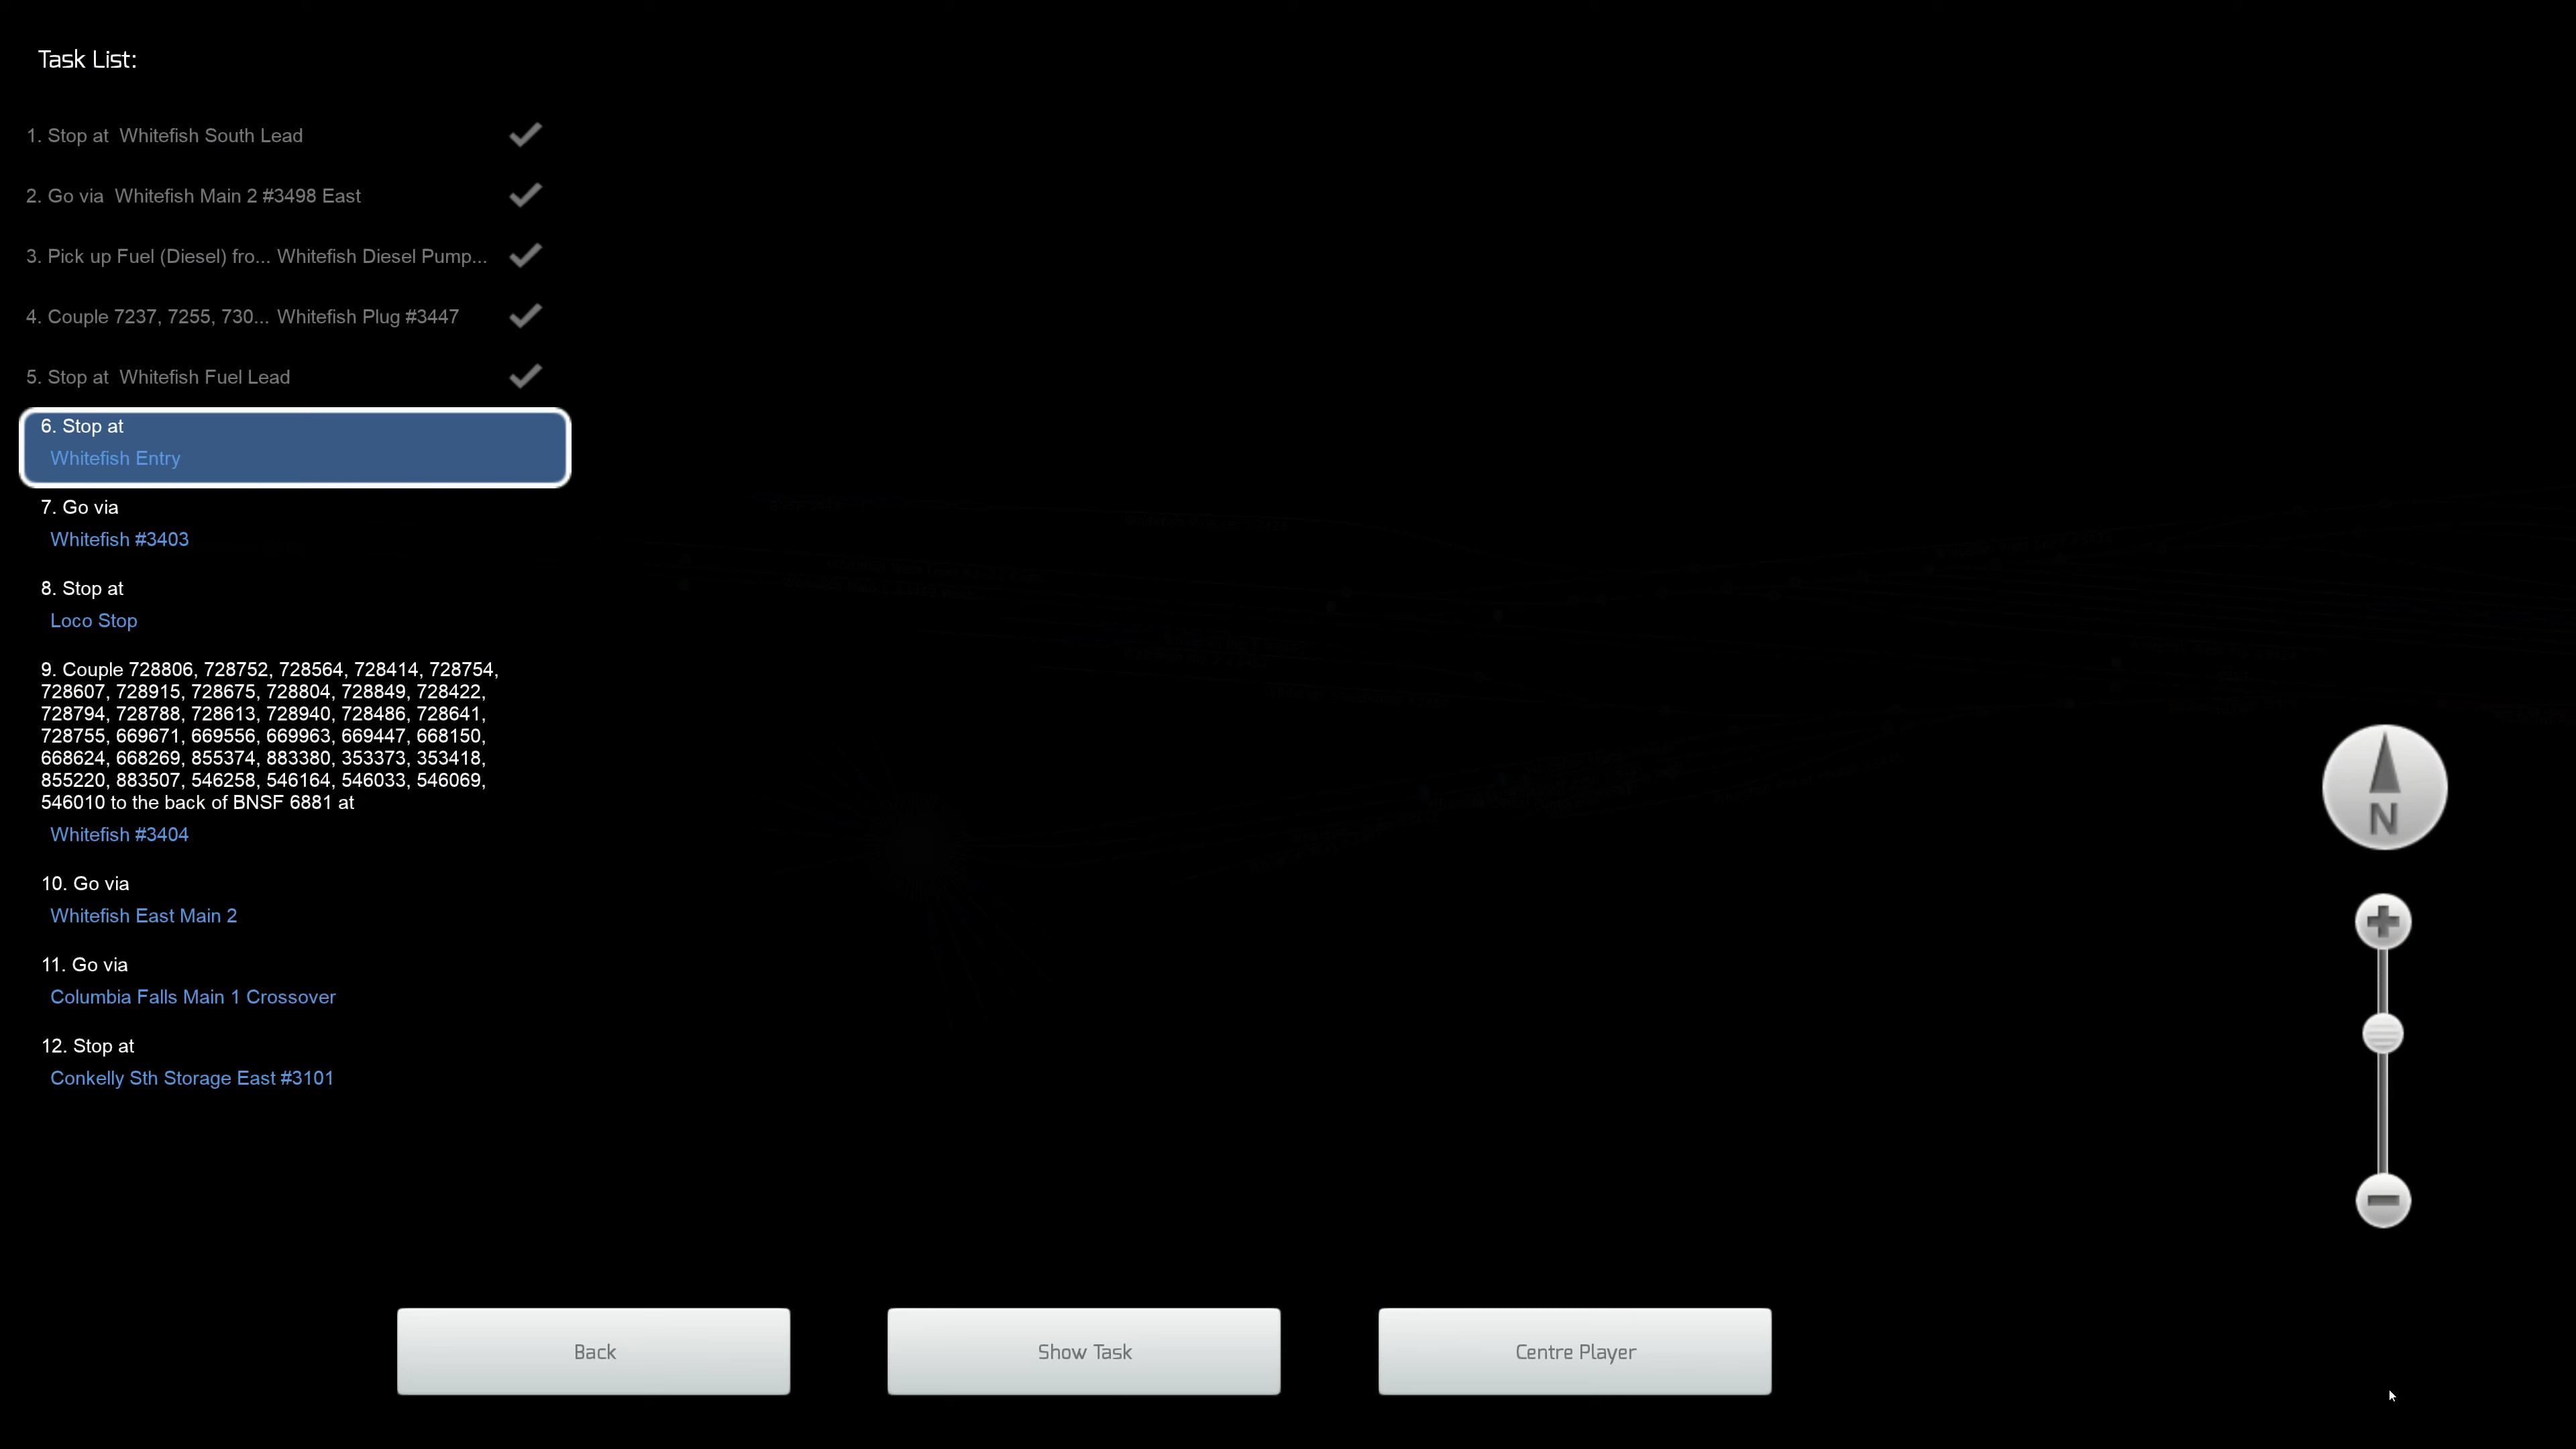 Task List:
1. Stop at  Whitefish South Lead
2. Go via  Whitefish Main 2 #3498 East
3. Pick up Fuel (Diesel) fro... Whitefish Diesel Pump...
4. Couple 7237, 7255, 730... Whitefish Plug #3447
5. Stop at  Whitefish Fuel Lead
6. Stop at
Whitefish Entry
7. Go via
Whitefish #3403
8. Stop at
Loco Stop
9. Couple 728806, 728752, 728564, 728414, 728754,
728607, 728915, 728675, 728804, 728849, 728422,
728794, 728788, 728613, 728940, 728486, 728641,
728755, 669671, 669556, 669963, 669447, 668150,
668624, 668269, 855374, 883380, 353373, 353418,
855220, 883507, 546258, 546164, 546033, 546069,
546010 to the back of BNSF 6881 at
Whitefish #3404
10. Go via
Whitefish East Main 2
11. Go via
Columbia Falls Main 1 Crossover
12. Stop at
Conkelly Sth Storage East #3101
N
Back
Show Task
Centre Player